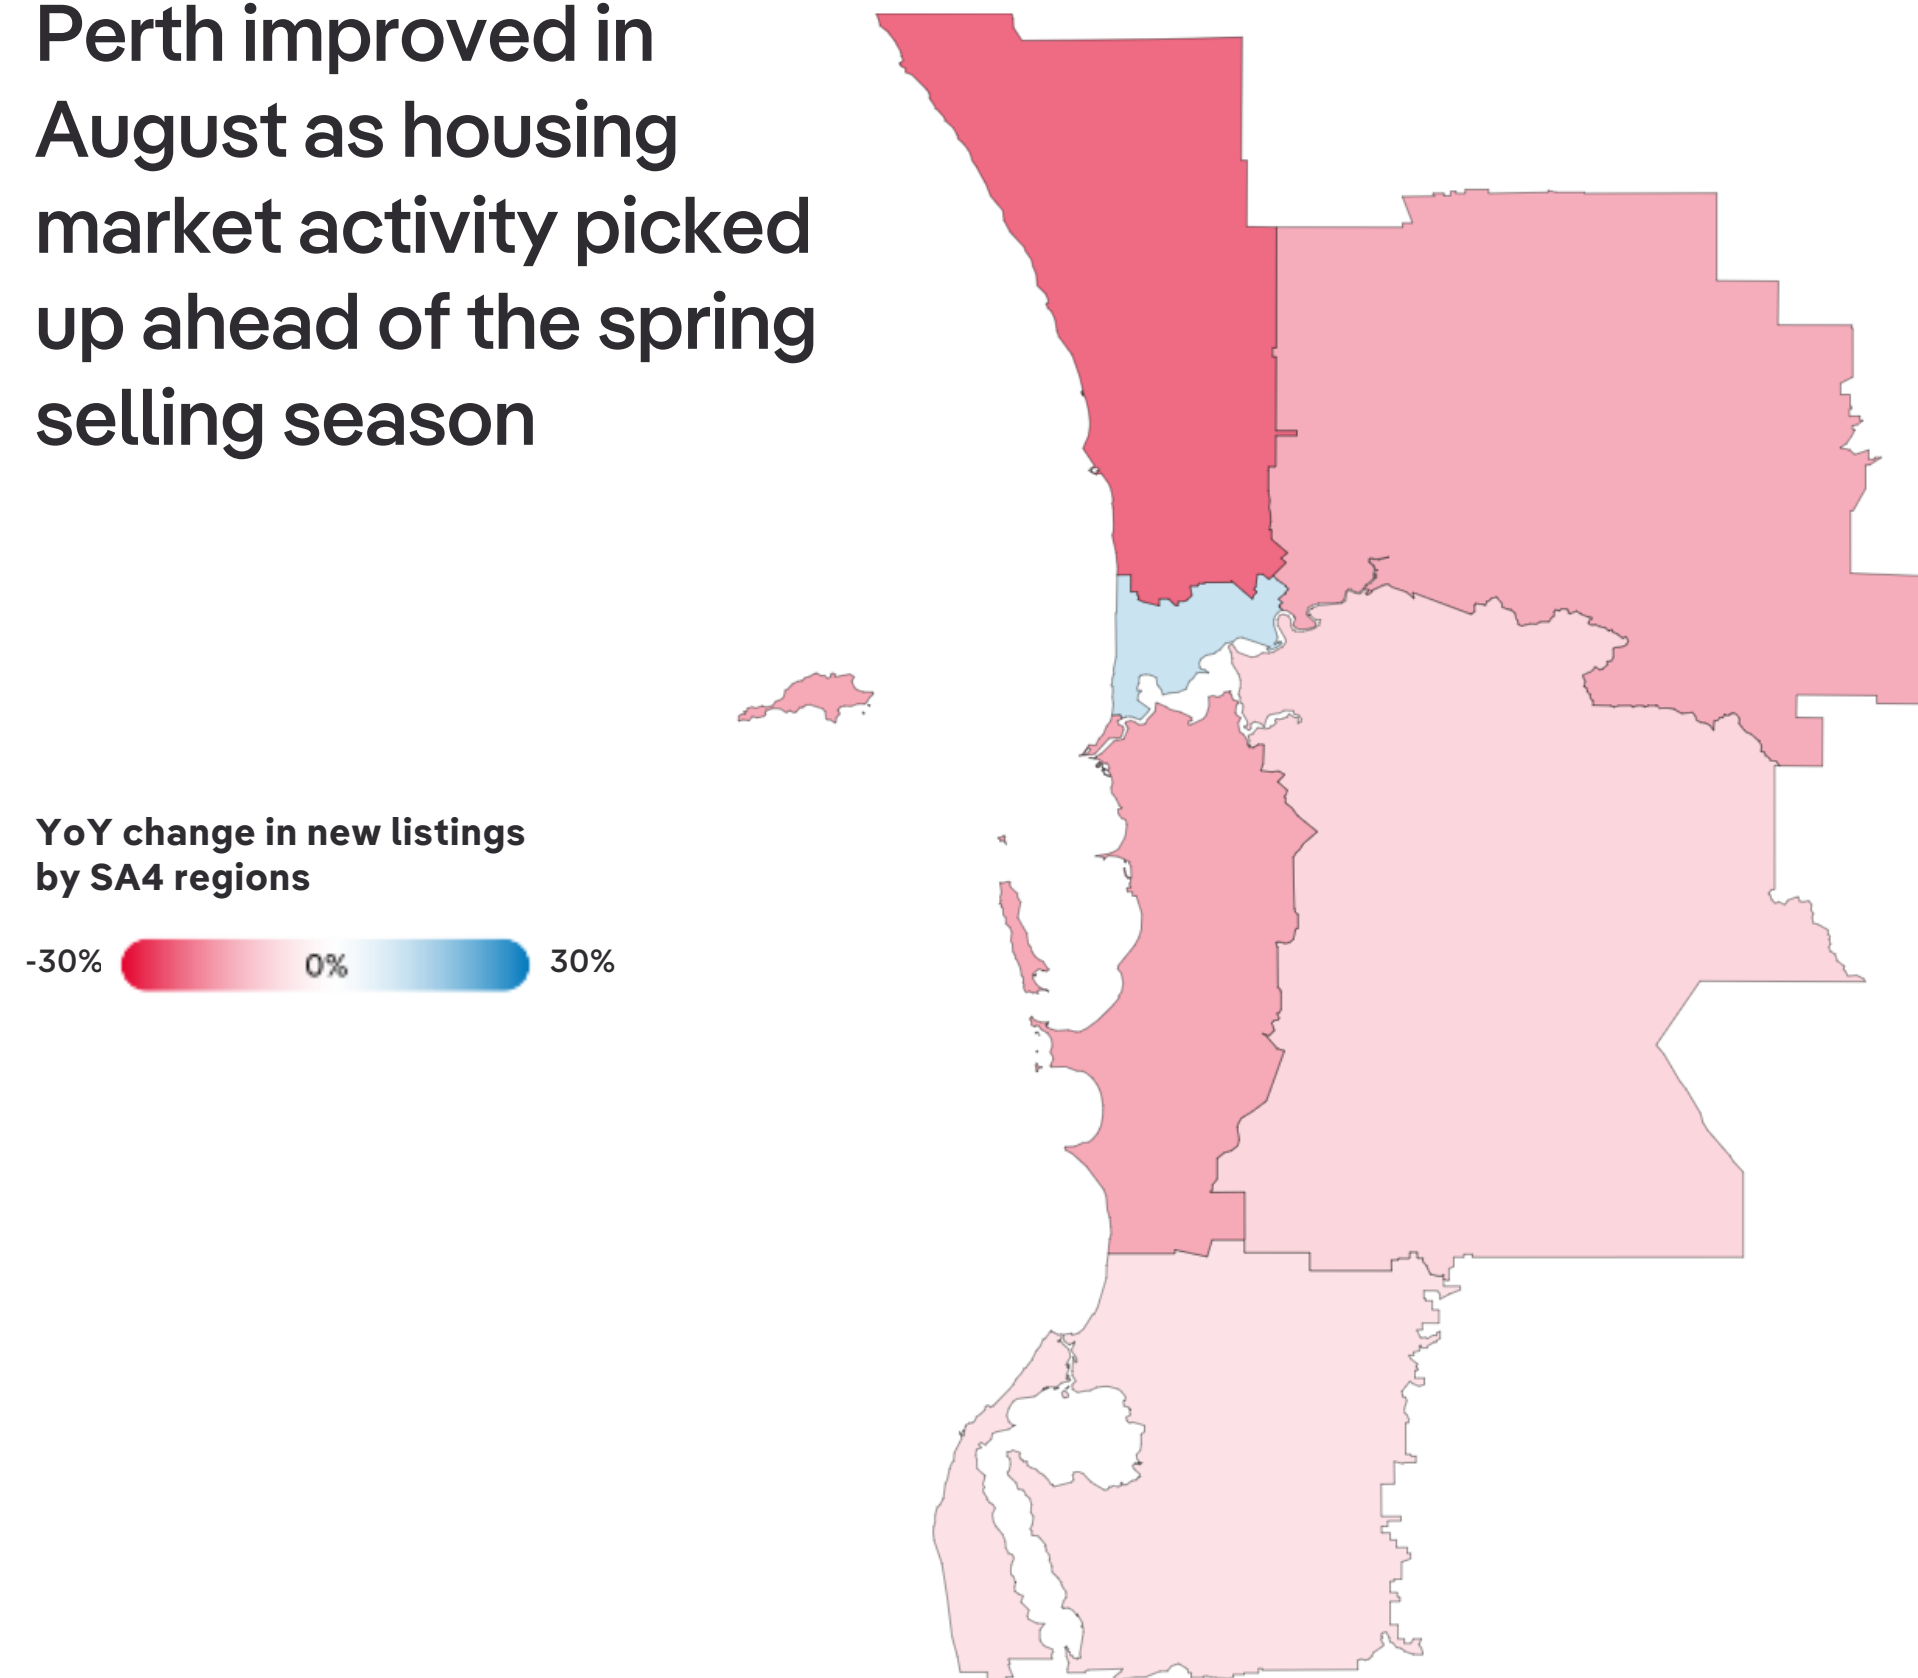 Perth improved in
August as housing
market activity picked
up ahead of the spring
selling season
YoY change in new listings
by SA4 regions
-30% 0% 30%